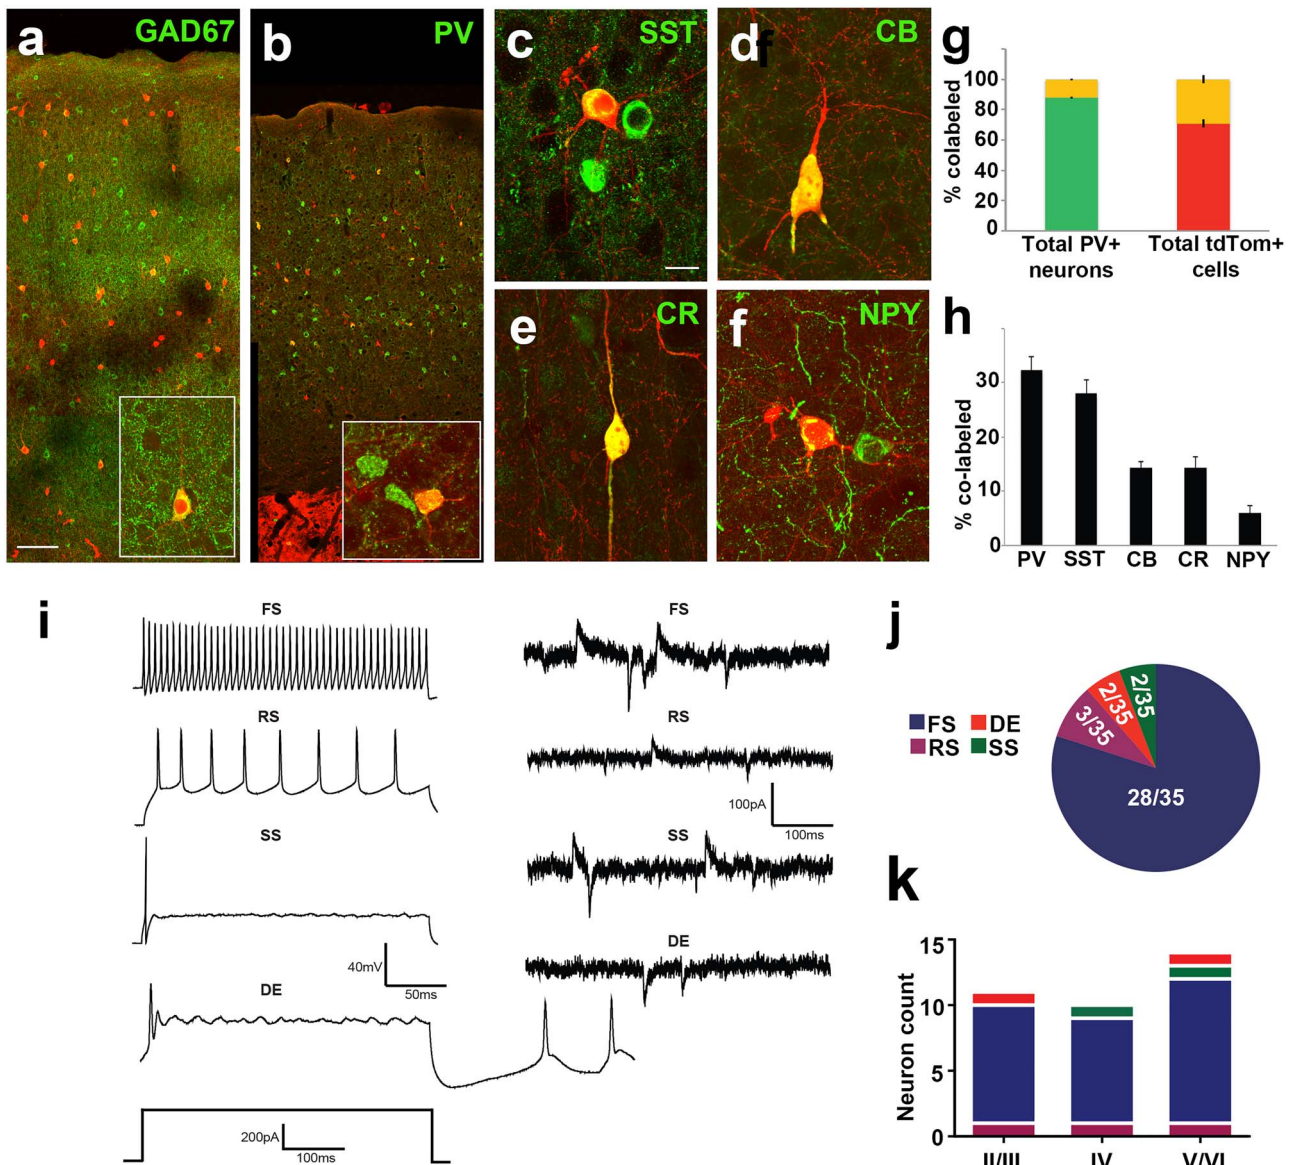 a
GAD67
b
PV
c
SST
d
f
CB
e
CR
f
NPY
g
% colabeled
100
80
60
40
20
0
Total PV+
neurons
Total tdTom+
cells
h
% co-labeled
30
20
10
0
PV SST CB CR NPY
i
FS
RS
SS
40mV
50ms
DE
200pA
100ms
FS
RS
100pA
100ms
SS
DE
j
FS DE
RS SS
28/35
3/35
2/35
2/35
k
Neuron count
15
10
5
0
II/III IV V/VI